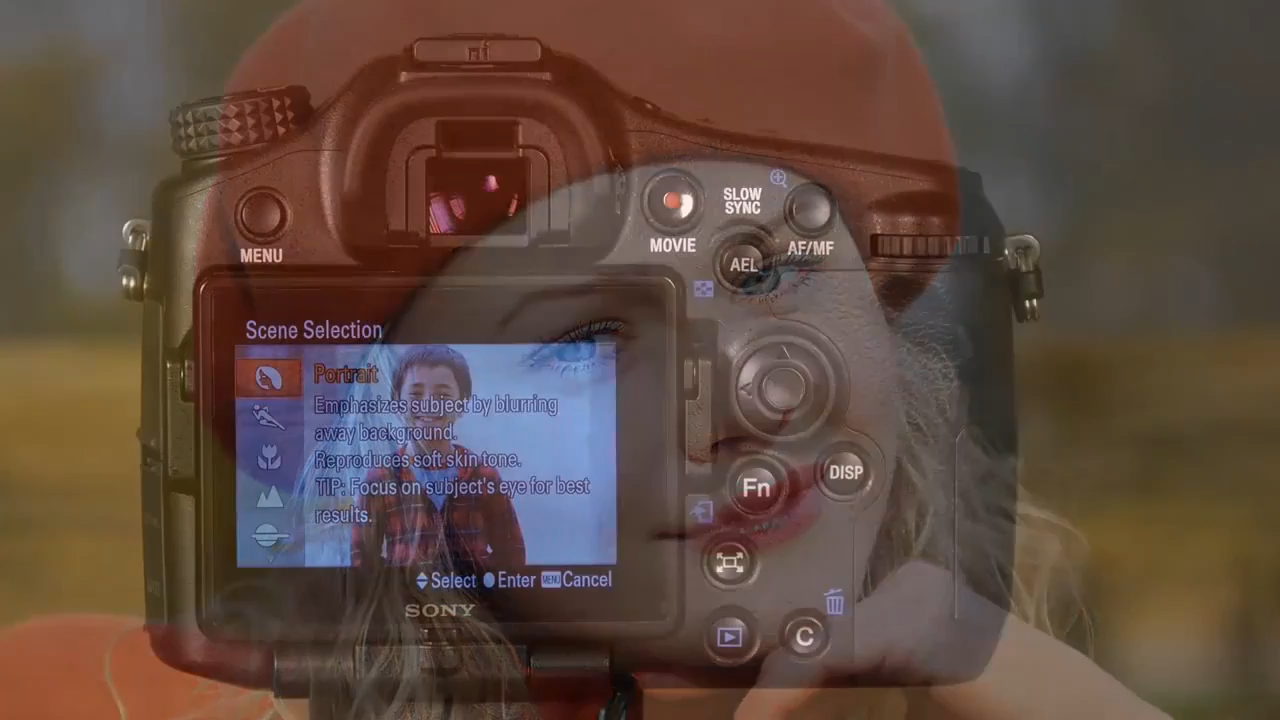 SLOW
SYNC
MENU
MOVIE
AF/MF
AEL
Scene Selection
Portrait
Emphasizes subject by blurring
away background.
Reproduces soft skin tone.
TIP: Focus on subject's eye for best
results.
DISP
Fn
Select Enter MENU Cancel
SONY
C